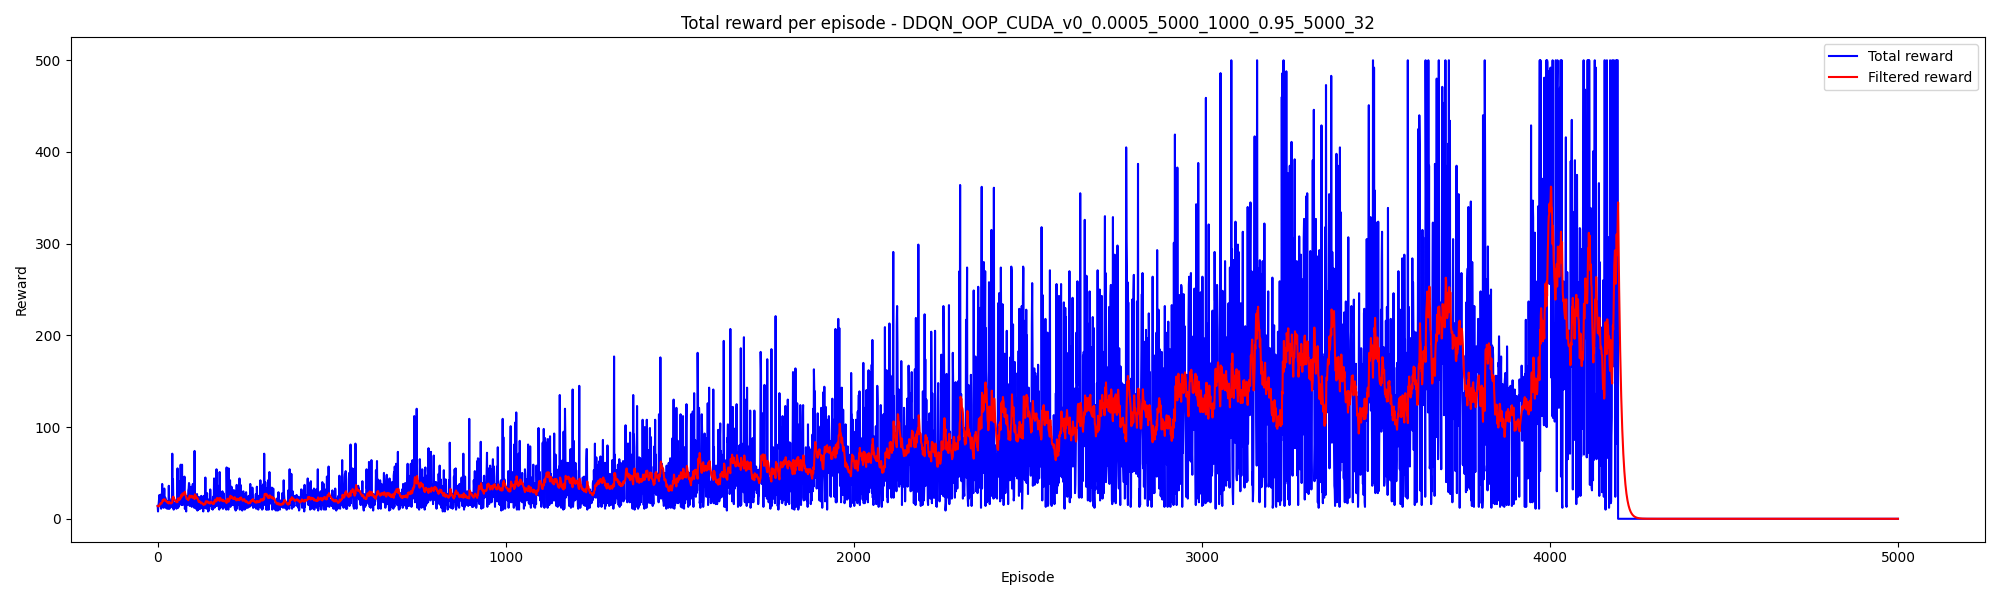 Total reward per episode - DDQN_OOP_CUDA_v0_0.0005_5000_1000_0.95_5000_32
Total reward
Filtered reward
500
400
300
200
100
0
Reward
0 1000 2000 3000 4000 5000
Episode